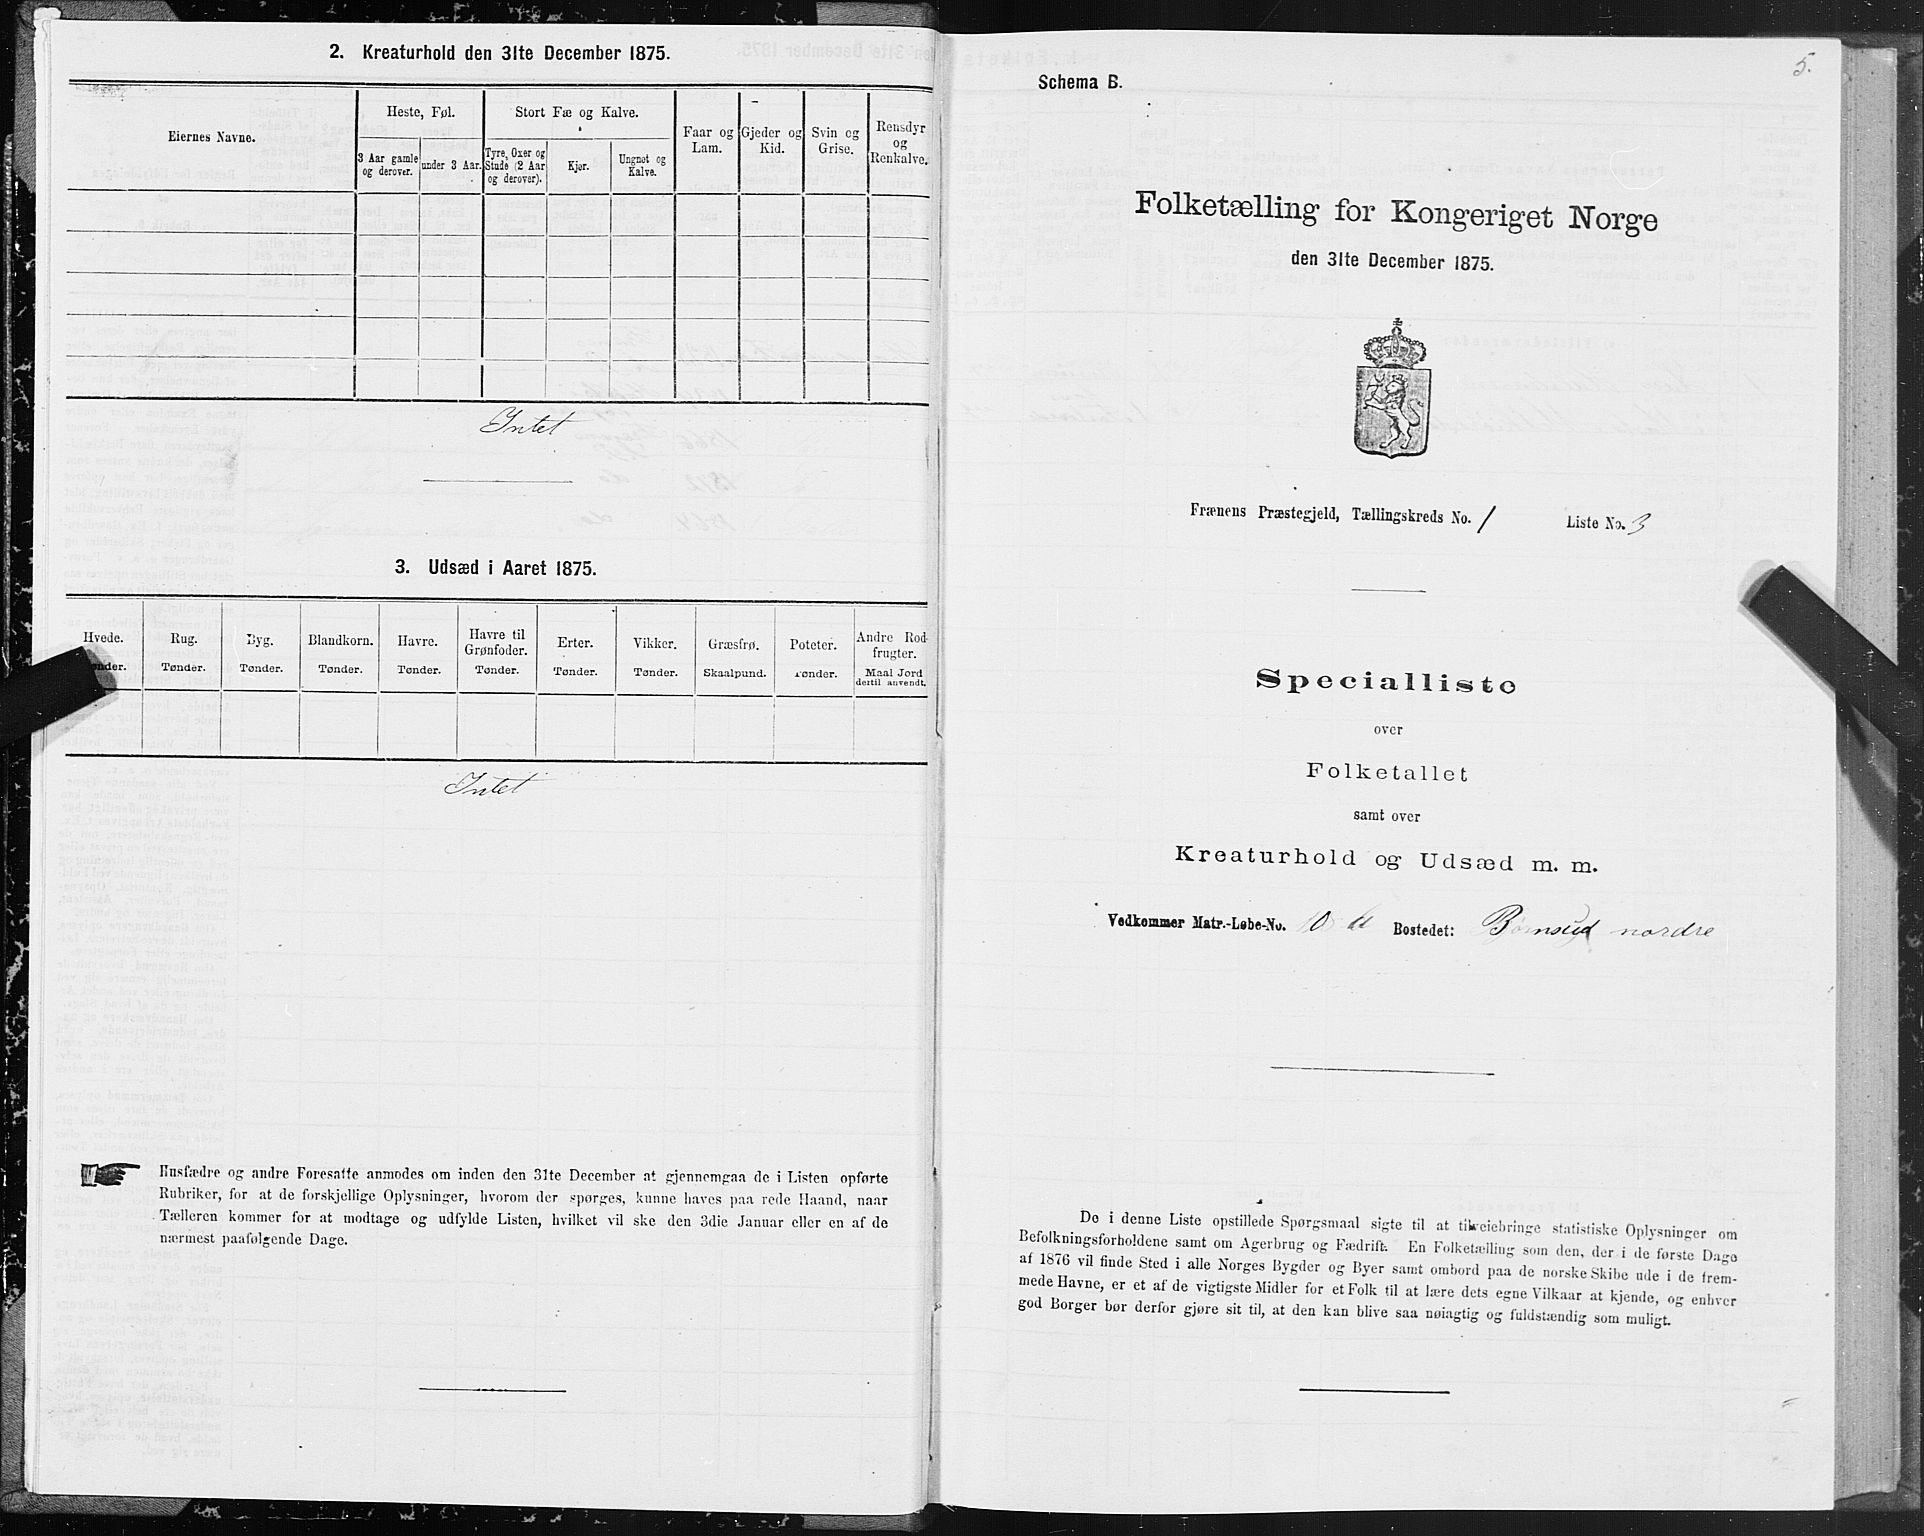 2. Kreaturhold den 31te December 1875.
Eiernes Navne.
Heste, Føl.
Stort Fæ og Kalve.
3 Aar gamle og derover.
under 3 Aar.
Tyre, Oxer og Stude (2 Aar og derover).
Kjør.
Ungnøt og Kalve.
Faar og Lam.
Gjeder og Kid.
Svin og Grise.
Rensdyr og Renkalve.
Intet
3. Udsæd i Aaret 1875.
Hvede.
Rug.
Byg.
Blandkorn.
Havre.
Havre til Grønfoder.
Erter.
Vikker.
Græsfrø.
Poteter.
Andre Rodfrugter.
Tønder.
Tønder.
Tønder.
Tønder.
Tønder.
Tønder.
Tønder.
Skaalpund.
Tønder.
Maal Jord dertil anvendt.
Intet
Husfædre og andre Foresatte anmodes om inden den 31te December at gjennemgaa de i Listen opførte
Rubriker, for at de forskjellige Oplysninger, hvorom der spørges, kunne haves paa rede Haand, naar
Tælleren kommer for at modtage og udfylde Listen, hvilket vil ske den 3die Januar eller en af de
nærmest paafølgende Dage.
5.
Schema B.
Folketælling for Kongeriget Norge
den 31te December 1875.
Frænens Præstegjeld, Tællingskreds No. 1 Liste No. 3
Specialliste
over
Folketallet
samt over
Kreaturhold og Udsæd m. m.
Vedkommer Matr.-Løbe-No. 10 a Bostedet: Bjørnsud nordre
De i denne Liste opstillede Spørgsmaal sigte til at tilveiebringe statistiske Oplysninger om
Befolkningsforholdene samt om Agerbrug og Fædrift. En Folketælling som den, der i de første Dage
af 1876 vil finde Sted i alle Norges Bygder og Byer samt ombord paa de norske Skibe ude i de frem-
mede Havne, er et af de vigtigste Midler for et Folk til at lære dets egne Vilkaar at kjende, og enhver
god Borger bør derfor gjøre sit til, at den kan blive saa nøiagtig og fuldstændig som muligt.